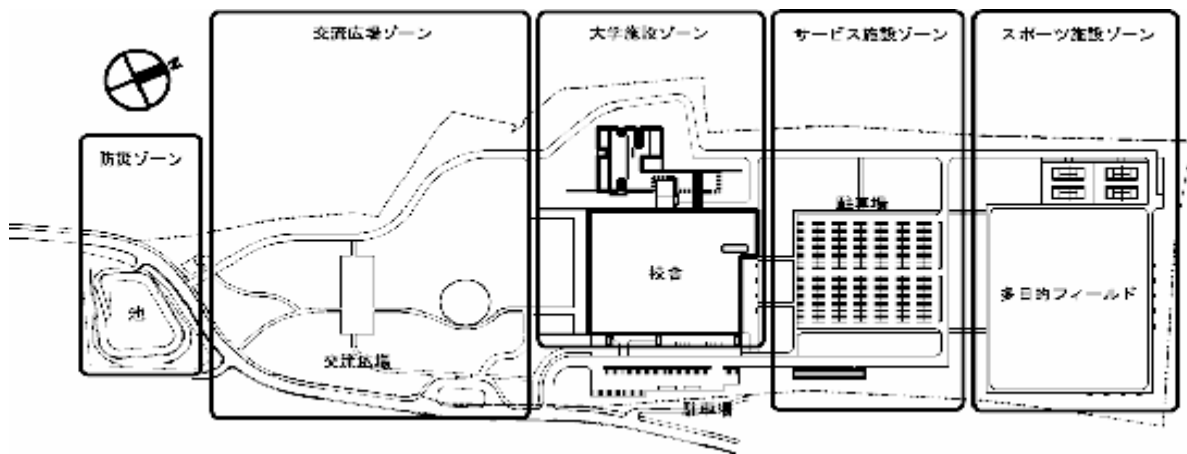 交流広場ゾーン
大学施設ゾーン
サービス施設ゾーン
スポーツ施設ゾーン
N
防災ゾーン
駐車場
校舎
池
多目的フィールド
交流広場
駐車場